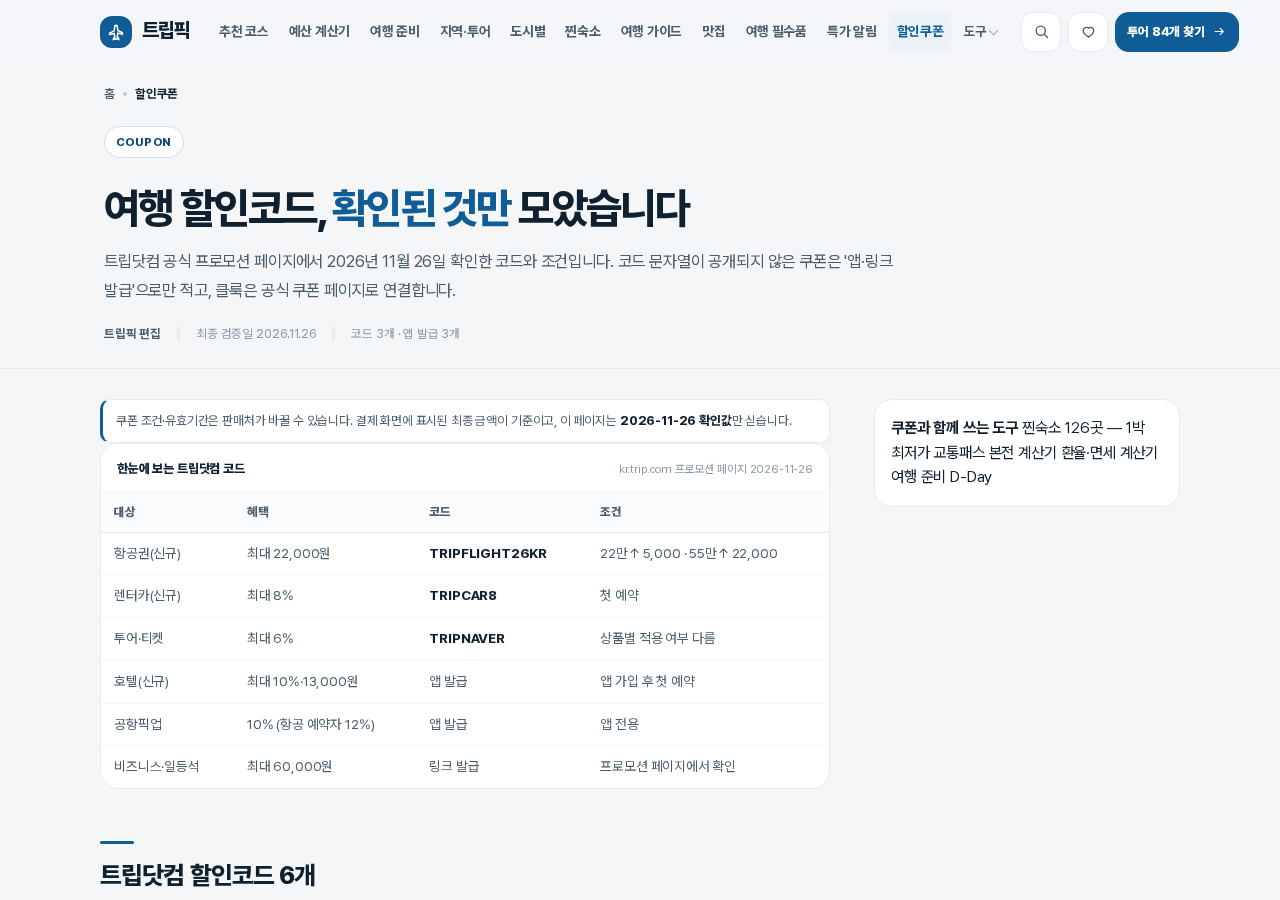 트립픽 추천 코스 예산 계산기 여행 준비 지역·투어 도시별 찐숙소 여행 가이드 맛집 여행 필수품 특가 알림 할인쿠폰 도구 투어 84개 찾기 →
홈 • 할인쿠폰
COUPON
여행 할인코드, 확인된 것만 모았습니다
트립닷컴 공식 프로모션 페이지에서 2026년 11월 26일 확인한 코드와 조건입니다. 코드 문자열이 공개되지 않은 쿠폰은 '앱·링크
발급'으로만 적고, 클룩은 공식 쿠폰 페이지로 연결합니다.
트립픽 편집 최종 검증일 2026.11.26 코드 3개 · 앱 발급 3개
쿠폰 조건·유효기간은 판매처가 바꿀 수 있습니다. 결제 화면에 표시된 최종 금액이 기준이고, 이 페이지는 2026-11-26 확인값만 싣습니다.
한눈에 보는 트립닷컴 코드 kr.trip.com 프로모션 페이지 2026-11-26
대상 혜택 코드 조건
항공권(신규) 최대 22,000원 TRIPFLIGHT26KR 22만↑ 5,000 · 55만↑ 22,000
렌터카(신규) 최대 8% TRIPCAR8 첫 예약
투어·티켓 최대 6% TRIPNAVER 상품별 적용 여부 다름
호텔(신규) 최대 10%·13,000원 앱 발급 앱 가입 후 첫 예약
공항픽업 10% (항공 예약자 12%) 앱 발급 앱 전용
비즈니스·일등석 최대 60,000원 링크 발급 프로모션 페이지에서 확인
쿠폰과 함께 쓰는 도구 찐숙소 126곳 — 1박
최저가 교통패스 본전 계산기 환율·면세 계산기
여행 준비 D-Day
트립닷컴 할인코드 6개